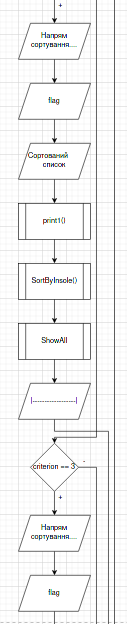 +
Напрям
сортування....
flag
Сортований
список
print1()
SortByInsole()
ShowAll
|--------------------|
criterion == 3
-
+
Напрям
сортування....
flag